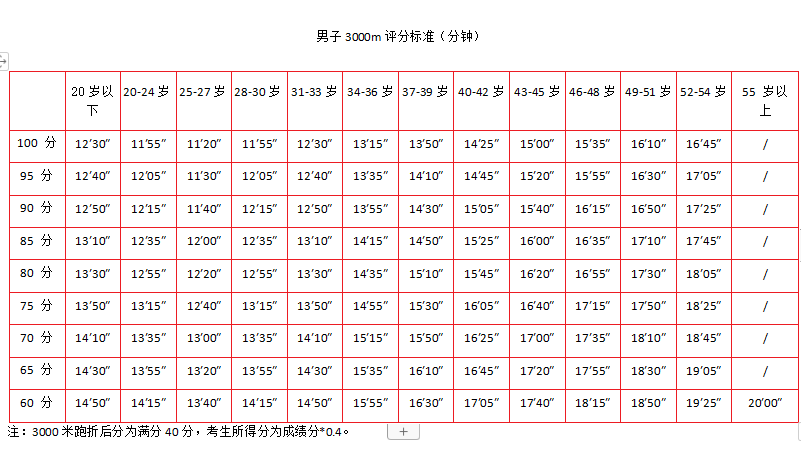 男子 3000m 评分标准（分钟）
20 岁以下 20-24 岁 25-27 岁 28-30 岁 31-33 岁 34-36 岁 37-39 岁 40-42 岁 43-45 岁 46-48 岁 49-51 岁 52-54 岁 55 岁以上
100 分 12′30″ 11′55″ 11′20″ 11′55″ 12′30″ 13′15″ 13′50″ 14′25″ 15′00″ 15′35″ 16′10″ 16′45″ /
95 分 12′40″ 12′05″ 11′30″ 12′05″ 12′40″ 13′35″ 14′10″ 14′45″ 15′20″ 15′55″ 16′30″ 17′05″ /
90 分 12′50″ 12′15″ 11′40″ 12′15″ 12′50″ 13′55″ 14′30″ 15′05″ 15′40″ 16′15″ 16′50″ 17′25″ /
85 分 13′10″ 12′35″ 12′00″ 12′35″ 13′10″ 14′15″ 14′50″ 15′25″ 16′00″ 16′35″ 17′10″ 17′45″ /
80 分 13′30″ 12′55″ 12′20″ 12′55″ 13′30″ 14′35″ 15′10″ 15′45″ 16′20″ 16′55″ 17′30″ 18′05″ /
75 分 13′50″ 13′15″ 12′40″ 13′15″ 13′50″ 14′55″ 15′30″ 16′05″ 16′40″ 17′15″ 17′50″ 18′25″ /
70 分 14′10″ 13′35″ 13′00″ 13′35″ 14′10″ 15′15″ 15′50″ 16′25″ 17′00″ 17′35″ 18′10″ 18′45″ /
65 分 14′30″ 13′55″ 13′20″ 13′55″ 14′30″ 15′35″ 16′10″ 16′45″ 17′20″ 17′55″ 18′30″ 19′05″ /
60 分 14′50″ 14′15″ 13′40″ 14′15″ 14′50″ 15′55″ 16′30″ 17′05″ 17′40″ 18′15″ 18′50″ 19′25″ 20′00″
注：3000 米跑折后分为满分 40 分，考生所得分为成绩分*0.4。